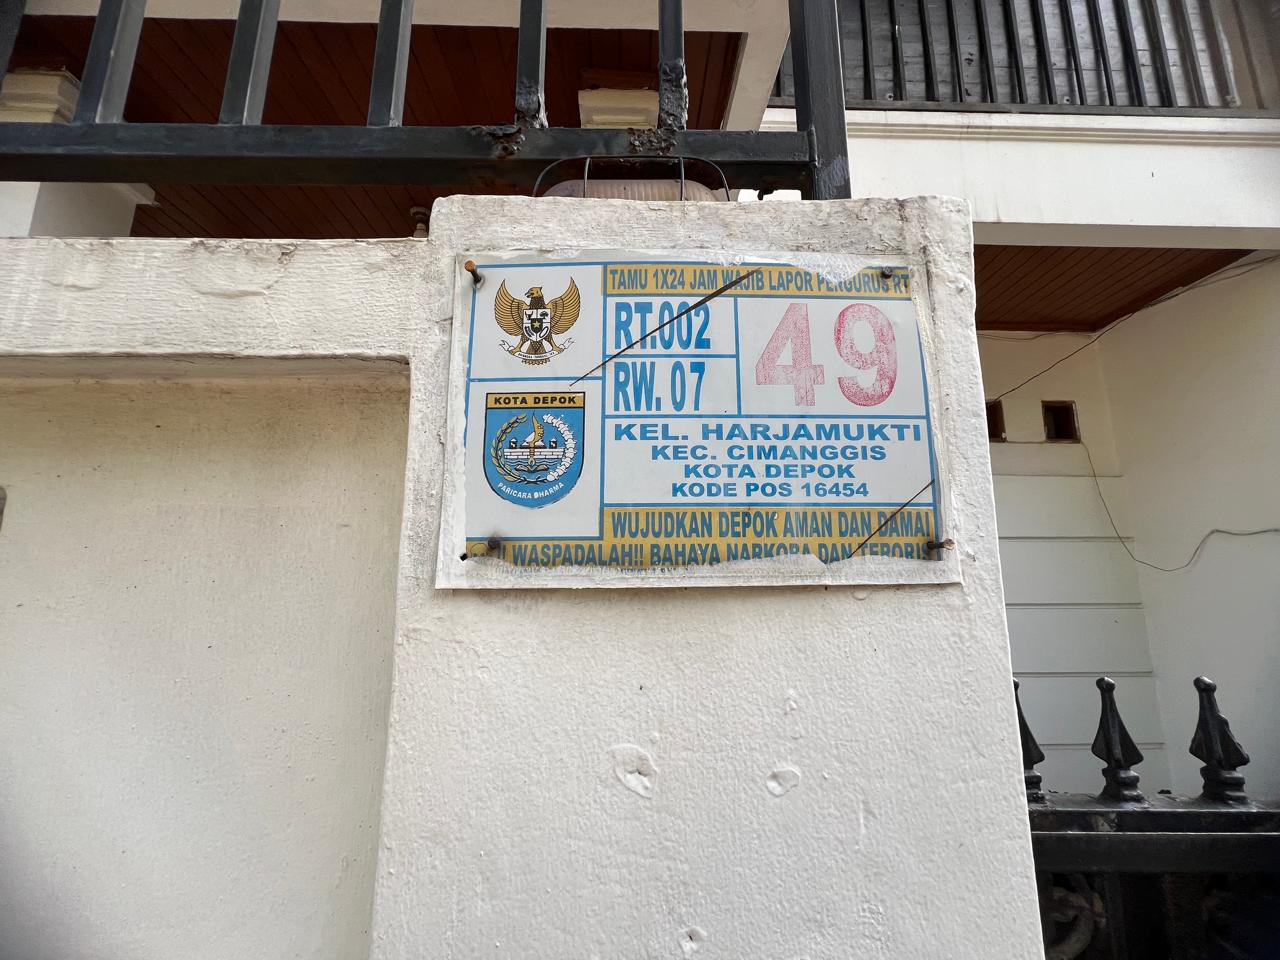 TAMU 1X24 JAM WAJIB LAPOR PENGURUS RT
RT.002
RW. 07
49
KOTA DEPOK
PARICARA DHARMA
KEL. HARJAMUKTI
KEC. CIMANGGIS
KOTA DEPOK
KODE POS 16454
WUJUDKAN DEPOK AMAN DAN DAMAI
WASPADALAH!! BAHAYA NARKOBA DAN TERORIS